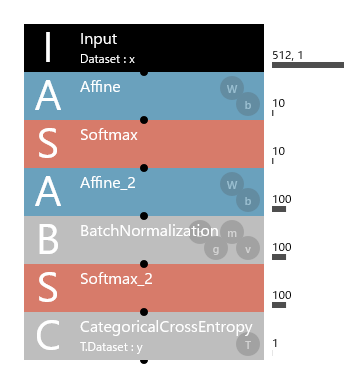 I Input
Dataset : x
512, 1
A Affine W b
10
S Softmax
10
A Affine_2 W b
100
B BatchNormalization m g v
100
S Softmax_2
100
C CategoricalCrossEntropy
T.Dataset : y T
1